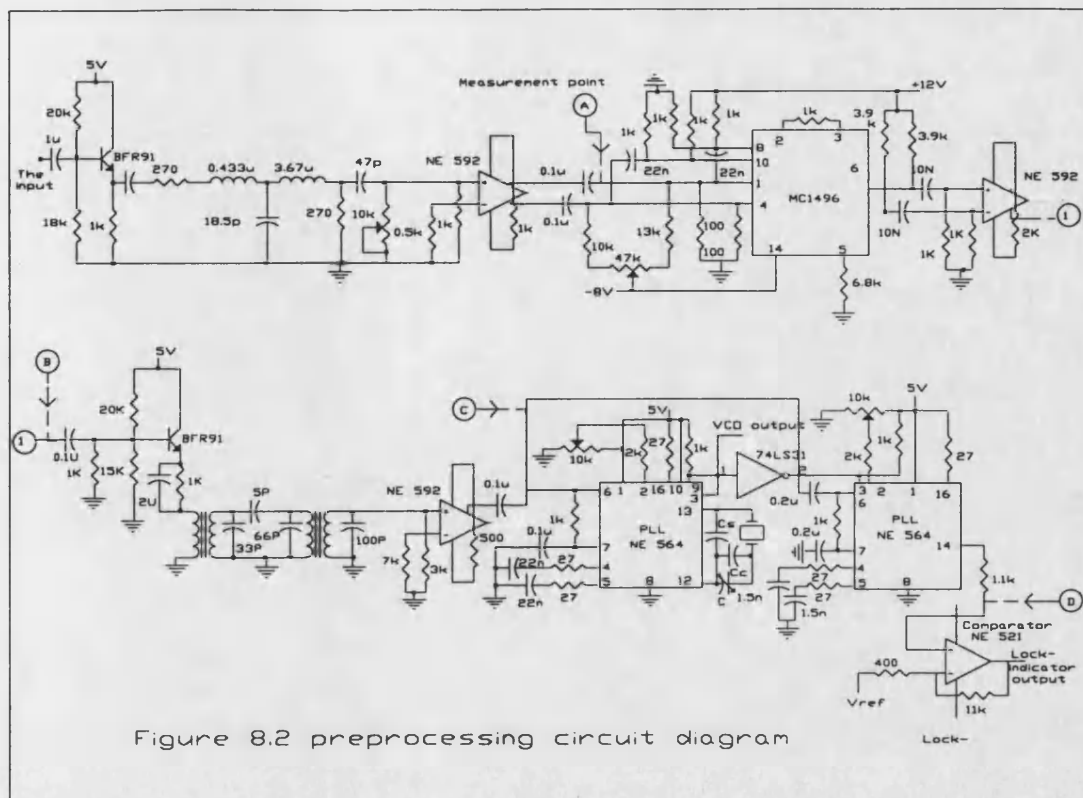 5V
20k
1u
The
input
BFR91
18k
1k
270
0.433u
3.67u
18.5p
270
47p
10k
0.5k
1k
NE 592
1k
Measurement point
A
0.1u
0.1u
10k
47k
13k
-8V
1k
22n
1k
1k
1k
22n
100
100
1k
2
3
8
10
1
4
14
5
6
MC1496
6.8k
+12V
3.9
k
3.9k
10N
10N
1K
1K
NE 592
2K
1
B
1
0.1U
1K
5V
20K
15K
BFR91
2U
1K
5P
33P
66P
100P
7k
3k
NE 592
500
0.1u
C
10k
5V
2k
27
1k
6
1
2
16
10
9
3
13
7
4
5
8
12
PLL
NE 564
0.1u
1k
22n
22n
27
27
VCO output
74LS31
1
2
Cs
Cc
C
0.2u
0.2u
1k
27
27
1.5n
1.5n
10k
2k
1k
5V
27
3
2
1
16
6
7
4
5
8
14
PLL
NE 564
1.1k
D
Comparator
NE 521
Lock-
indicator
output
400
Vref
11k
Lock-
Figure 8.2 preprocessing circuit diagram